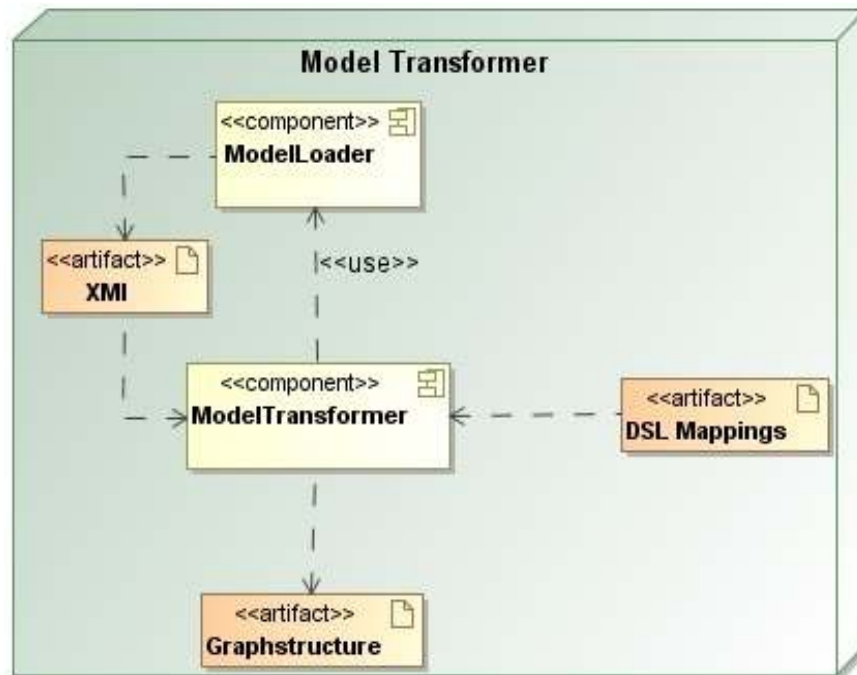 Model Transformer
<<component>>
ModelLoader
<<artifact>>
XMI
<<use>>
<<component>>
ModelTransformer
<<artifact>>
DSL Mappings
<<artifact>>
Graphstructure